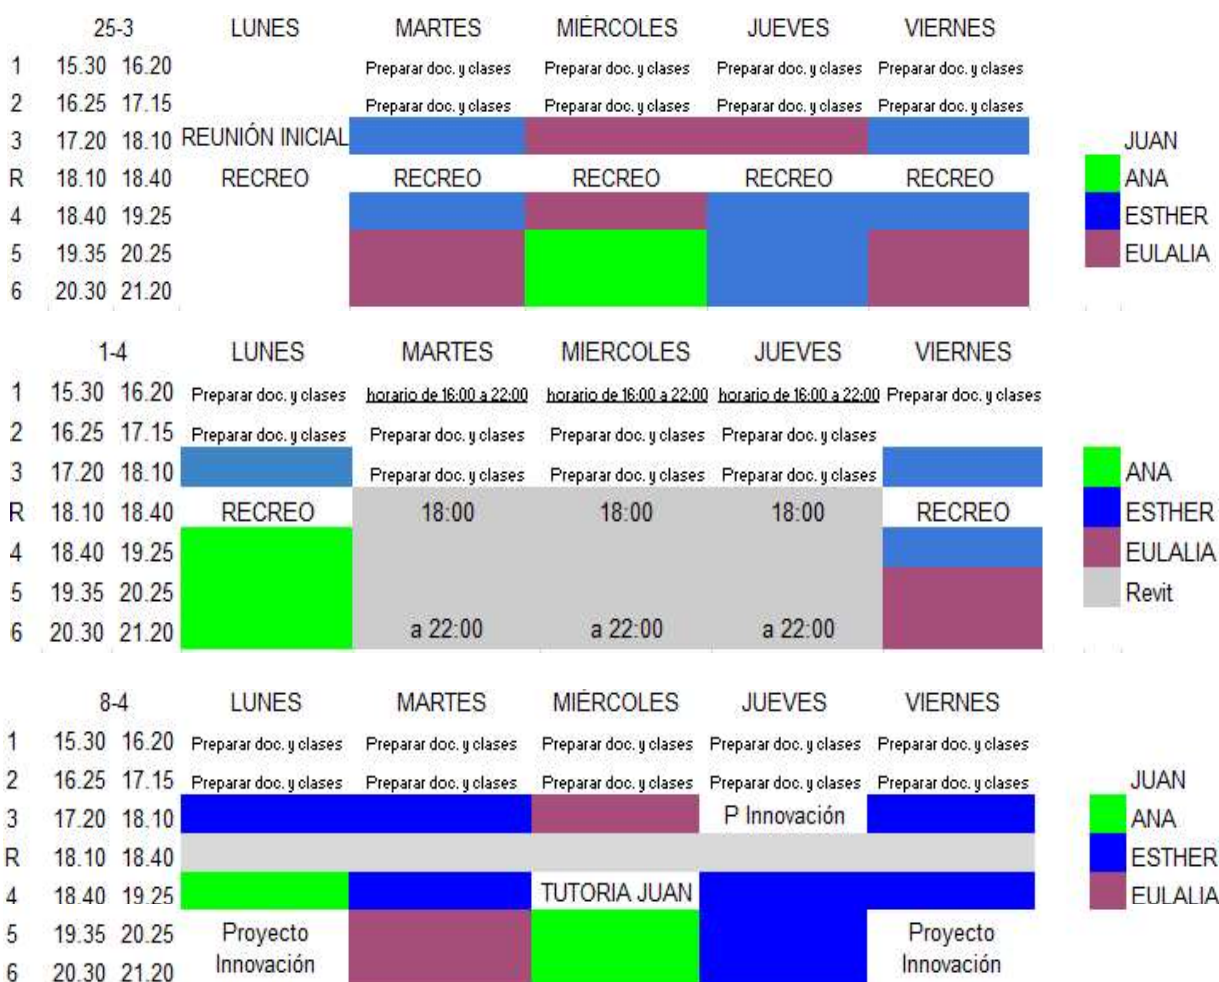 25-3 LUNES MARTES MIÉRCOLES JUEVES VIERNES
1 15.30 16.20 Preparar doc. y clases Preparar doc. y clases Preparar doc. y clases Preparar doc. y clases
2 16.25 17.15 Preparar doc. y clases Preparar doc. y clases Preparar doc. y clases Preparar doc. y clases
3 17.20 18.10 REUNIÓN INICIAL JUAN
R 18.10 18.40 RECREO RECREO RECREO RECREO RECREO ANA
4 18.40 19.25 ESTHER
5 19.35 20.25 EULALIA
6 20.30 21.20
1-4 LUNES MARTES MIERCOLES JUEVES VIERNES
1 15.30 16.20 Preparar doc. y clases horario de 16:00 a 22:00 horario de 16:00 a 22:00 horario de 16:00 a 22:00 Preparar doc. y clases
2 16.25 17.15 Preparar doc. y clases Preparar doc. y clases Preparar doc. y clases Preparar doc. y clases
3 17.20 18.10 Preparar doc. y clases Preparar doc. y clases Preparar doc. y clases ANA
R 18.10 18.40 RECREO 18:00 18:00 18:00 RECREO ESTHER
4 18.40 19.25 EULALIA
5 19.35 20.25 Revit
6 20.30 21.20 a 22:00 a 22:00 a 22:00
8-4 LUNES MARTES MIÉRCOLES JUEVES VIERNES
1 15.30 16.20 Preparar doc. y clases Preparar doc. y clases Preparar doc. y clases Preparar doc. y clases Preparar doc. y clases
2 16.25 17.15 Preparar doc. y clases Preparar doc. y clases Preparar doc. y clases Preparar doc. y clases Preparar doc. y clases JUAN
3 17.20 18.10 P Innovación ANA
R 18.10 18.40 ESTHER
4 18.40 19.25 TUTORIA JUAN EULALIA
5 19.35 20.25 Proyecto Proyecto
6 20.30 21.20 Innovación Innovación